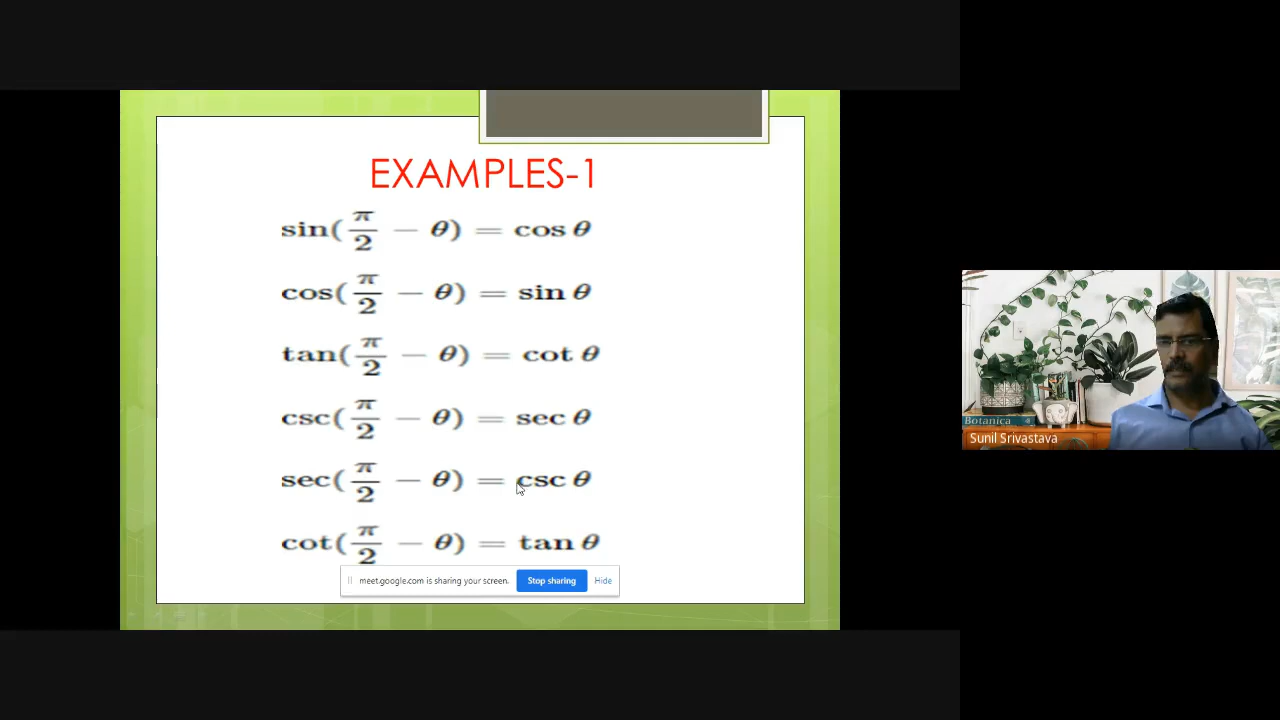 EXAMPLES-1
sin(π/2 − θ) = cos θ
cos(π/2 − θ) = sin θ
tan(π/2 − θ) = cot θ
csc(π/2 − θ) = sec θ
sec(π/2 − θ) = csc θ
cot(π/2 − θ) = tan θ
meet.google.com is sharing your screen. Stop sharing Hide
Botanica
Sunil Srivastava